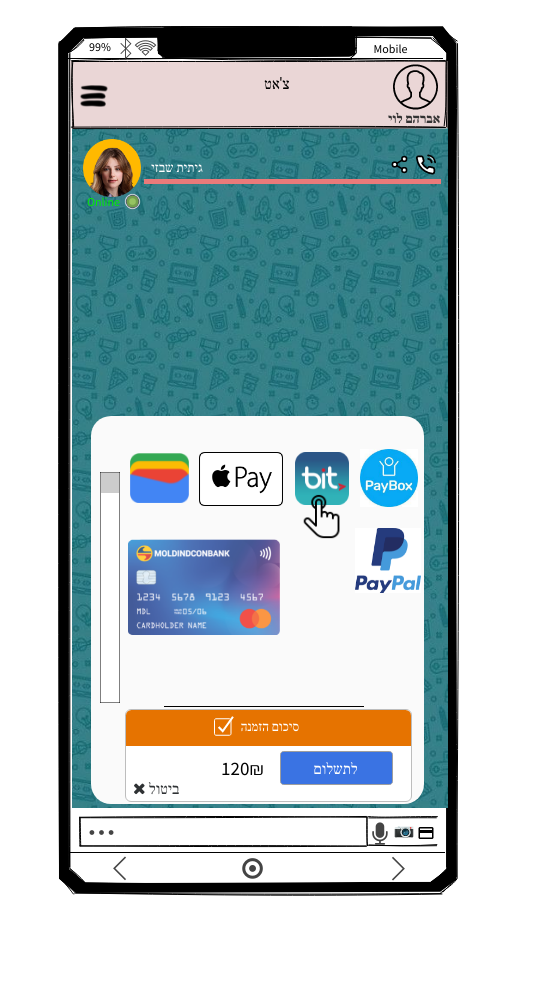 99%
Mobile
צ'אט
אברהם לוי
גיתית שבזי
Online
Pay
bit
PayBox
MOLDINDCONBANK
1234 5678 9123 4567
MDL 05/06
CARDHOLDER NAME
PayPal
סיכום הזמנה
120₪
לתשלום
ביטול